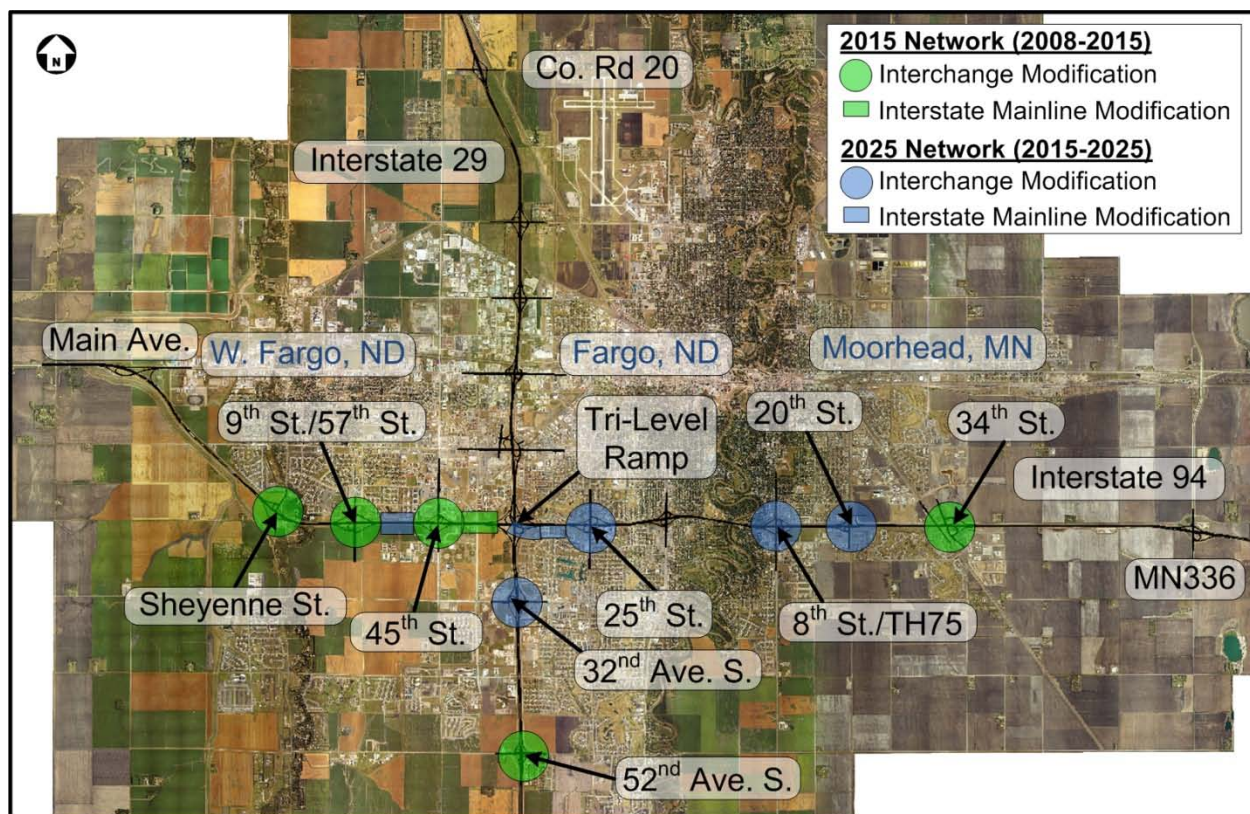 N
Co. Rd 20
2015 Network (2008-2015)
Interchange Modification
Interstate Mainline Modification
2025 Network (2015-2025)
Interchange Modification
Interstate Mainline Modification
Interstate 29
Main Ave.
W. Fargo, ND
Fargo, ND
Moorhead, MN
9th St./57th St.
Tri-Level
Ramp
20th St.
34th St.
Interstate 94
MN336
Sheyenne St.
45th St.
25th St.
8th St./TH75
32nd Ave. S.
52nd Ave. S.